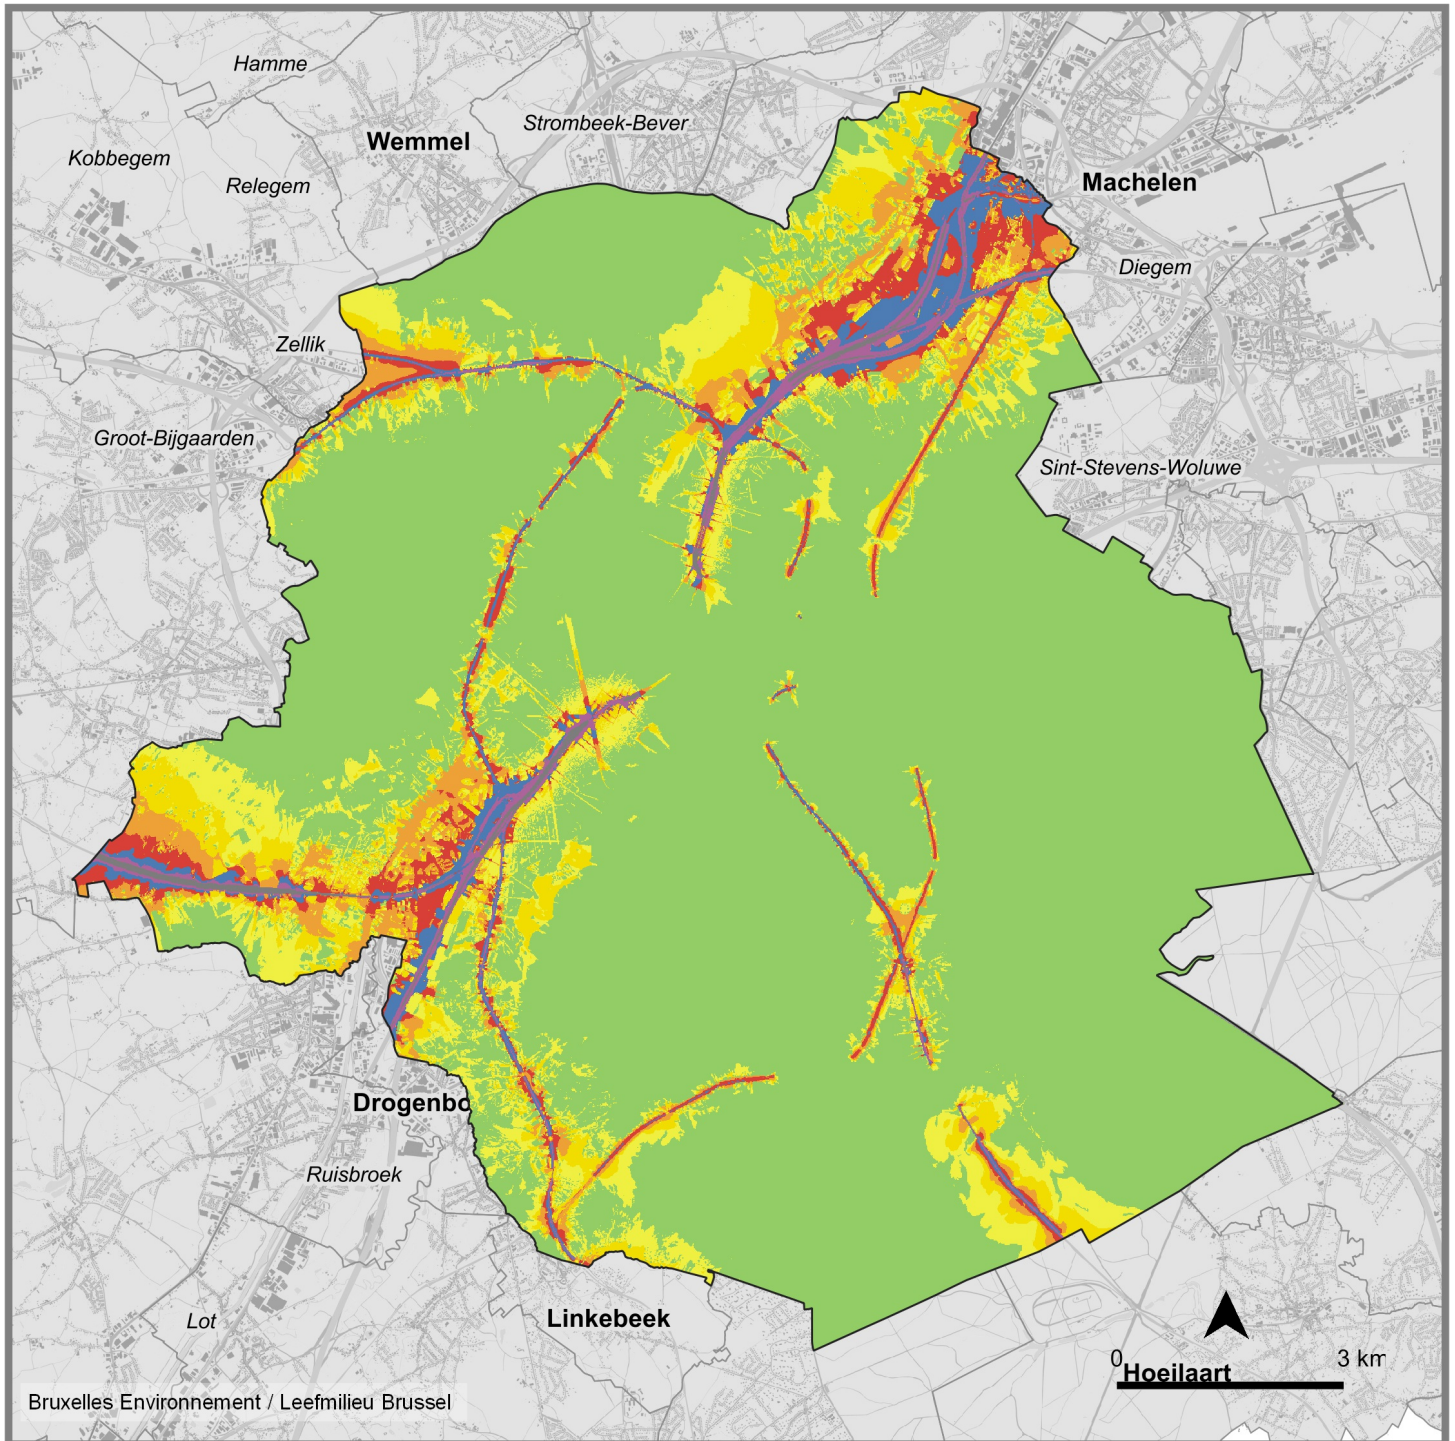 Hamme
Strombeek-Bever
Wemmel
Kobbegem
Relegem
Machelen
Diegem
Zellik
Groot-Bijgaarden
Sint-Stevens-Woluwe
Drogenbo
Ruisbroek
Lot
Linkebeek
0 3 km
Hoeilaart
Bruxelles Environnement / Leefmilieu Brussel